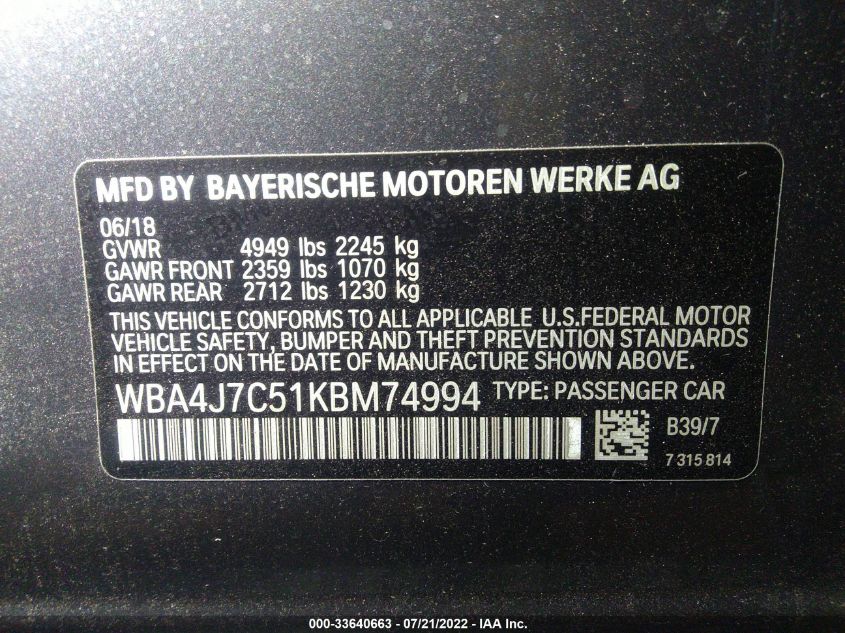 MFD BY BAYERISCHE MOTOREN WERKE AG
06/18
GVWR 4949 lbs 2245 kg
GAWR FRONT 2359 lbs 1070 kg
GAWR REAR 2712 lbs 1230 kg
THIS VEHICLE CONFORMS TO ALL APPLICABLE U.S.FEDERAL MOTOR
VEHICLE SAFETY, BUMPER AND THEFT PREVENTION STANDARDS
IN EFFECT ON THE DATE OF MANUFACTURE SHOWN ABOVE.
WBA4J7C51KBM74994 TYPE: PASSENGER CAR
B39/7
7 315 814
000-33640663 / 07/21/2022 - IAA Inc.